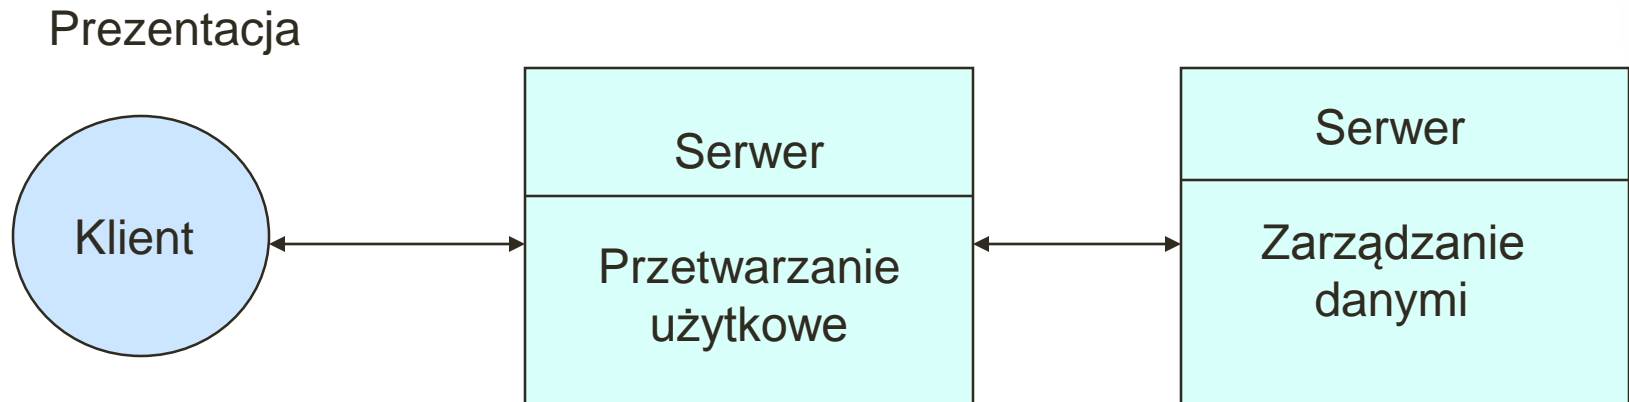 Prezentacja
Klient
Serwer
Przetwarzanie
użytkowe
Serwer
Zarządzanie
danymi